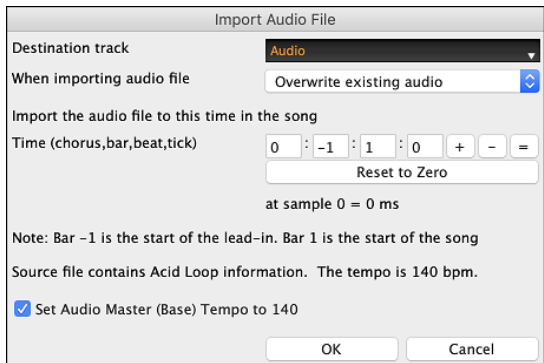 Import Audio File
Destination track Audio
When importing audio file Overwrite existing audio
Import the audio file to this time in the song
Time (chorus,bar,beat,tick) 0 : -1 : 1 : 0 + - =
Reset to Zero
at sample 0 = 0 ms
Note: Bar -1 is the start of the lead-in. Bar 1 is the start of the song
Source file contains Acid Loop information. The tempo is 140 bpm.
Set Audio Master (Base) Tempo to 140
OK Cancel